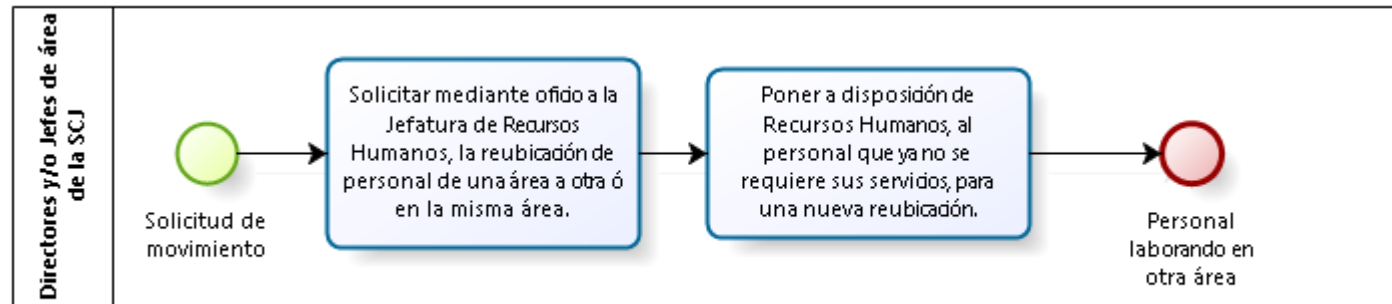 Directores y/o Jefes de área
de la SCJ
Solicitud de
movimiento
Solicitar mediante oficio a la
Jefatura de Recursos
Humanos, la reubicación de
personal de una área a otra ó
en la misma área.
Poner a disposición de
Recursos Humanos, al
personal que ya no se
requiere sus servicios, para
una nueva reubicación.
Personal
laborando en
otra área